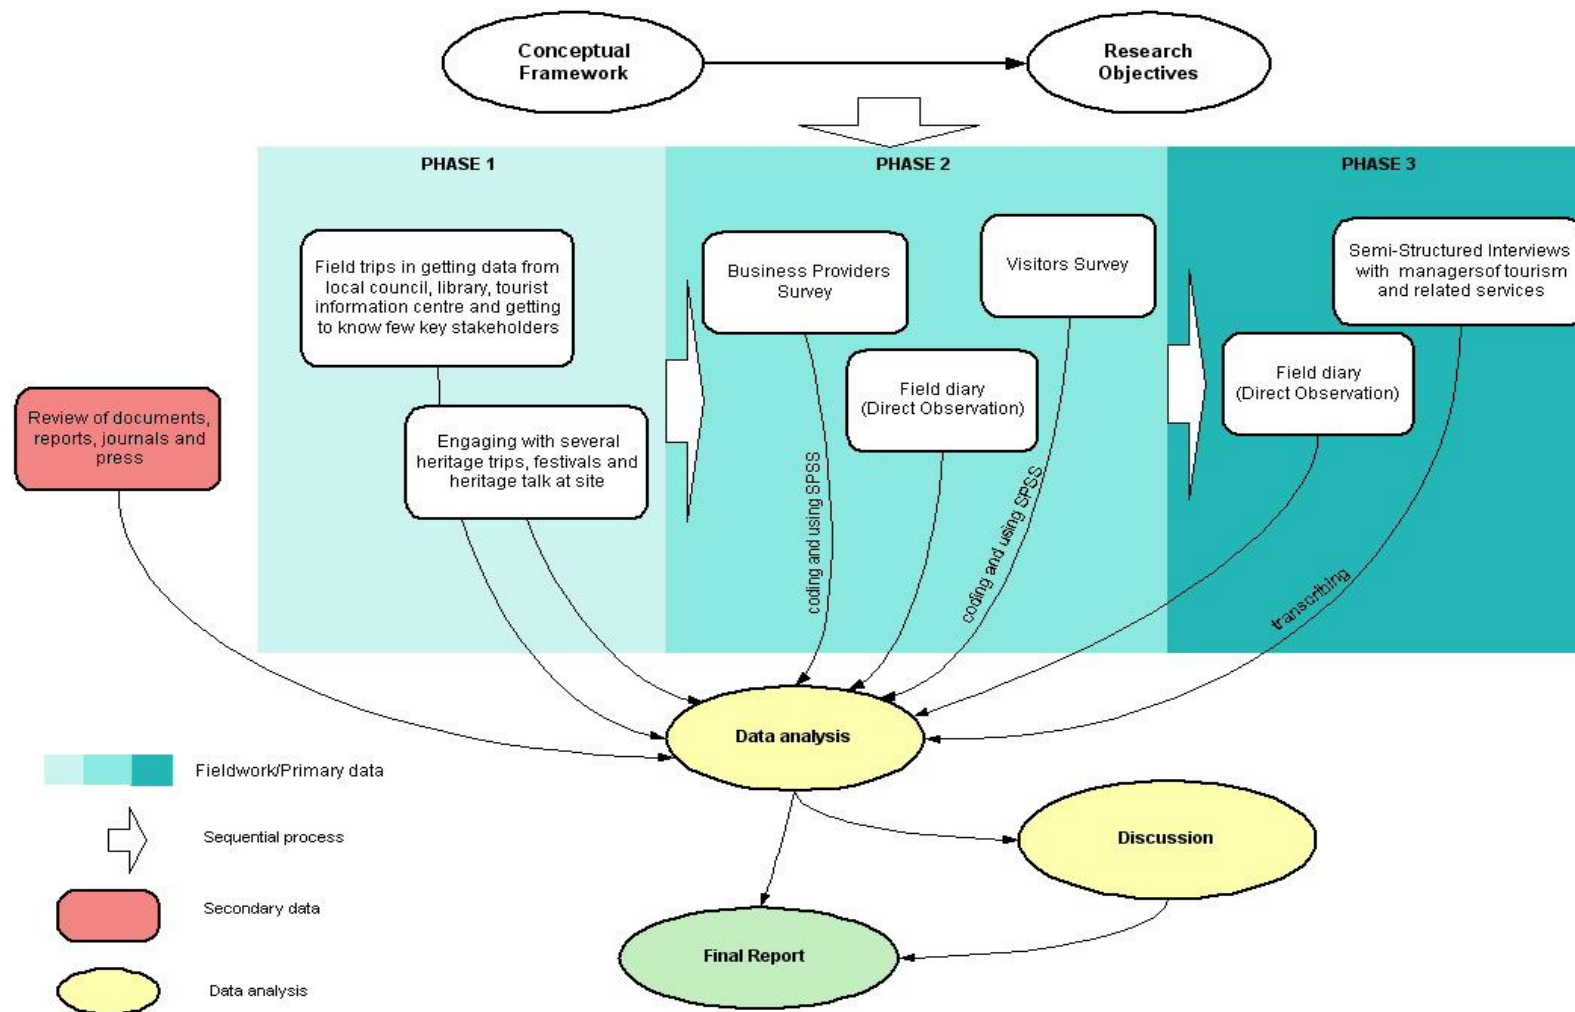 Conceptual
Framework
Research
Objectives
PHASE 1
PHASE 2
PHASE 3
Field trips in getting data from
local council, library, tourist
information centre and getting
to know few key stakeholders
Business Providers
Survey
Visitors Survey
Semi-Structured Interviews
with managersof tourism
and related services
Review of documents,
reports, journals and
press
Engaging with several
heritage trips, festivals and
heritage talk at site
Field diary
(Direct Observation)
Field diary
(Direct Observation)
coding and using SPSS
coding and using SPSS
transcribing
Data analysis
Fieldwork/Primary data
Sequential process
Secondary data
Data analysis
Discussion
Final Report